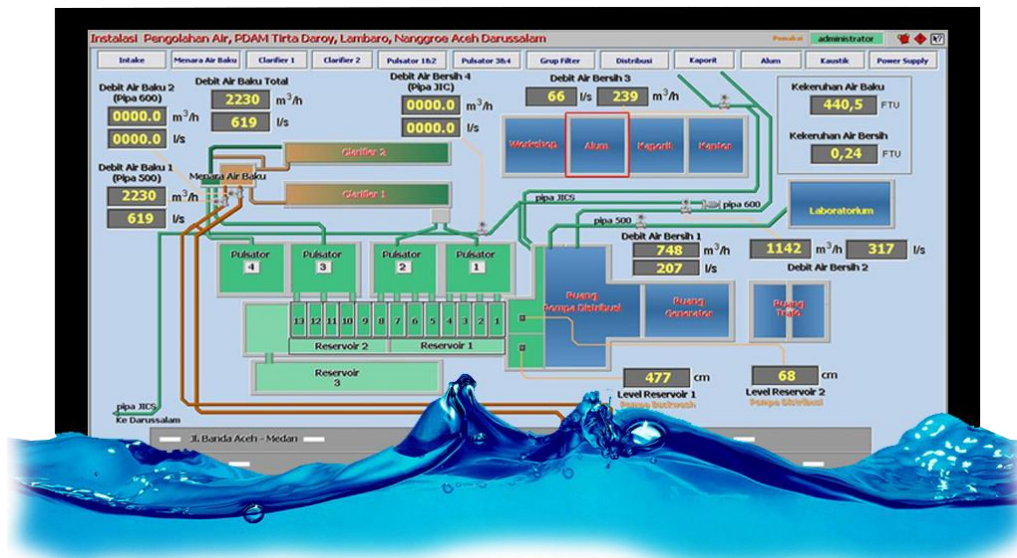 Instalasi Pengolahan Air, PDAM Tirta Daroy, Lambaro, Nanggroe Aceh Darussalam
Pemakai administrator
Intake Menara Air Baku Clarifier 1 Clarifier 2 Pulsator 1&2 Pulsator 3&4 Grup Filter Distribusi Kaporit Alum Kaustik Power Supply
Debit Air Baku 2
(Pipa 600)
0000.0 m³/h
0000.0 l/s
Debit Air Baku Total
2230 m³/h
619 l/s
Debit Air Bersih 4
(Pipa JIC)
0000.0 m³/h
0000.0 l/s
Debit Air Bersih 3
66 l/s 239 m³/h
Kekeruhan Air Baku
440,5 FTU
Kekeruhan Air Bersih
0,24 FTU
Debit Air Baku 1
(Pipa 500)
2230 m³/h
619 l/s
Menara Air Baku
Clarifier 2
Clarifier 1
Workshop Alum Kaporit Kantor
Laboratorium
pipa JICS
pipa 600
pipa 500
Debit Air Bersih 1
748 m³/h
207 l/s
1142 m³/h 317 l/s
Debit Air Bersih 2
Pulsator
4
Pulsator
3
Pulsator
2
Pulsator
1
13 12 11 10 9 8 7 6 5 4 3 2 1
Reservoir 2 Reservoir 1
Reservoir
3
Ruang
Pompa Distribusi
Ruang
Generator
Ruang
Trafo
477 cm
Level Reservoir 1
Pompa Backwash
68 cm
Level Reservoir 2
Pompa Distribusi
pipa JICS
Ke Darussalam
Jl. Banda Aceh - Medan